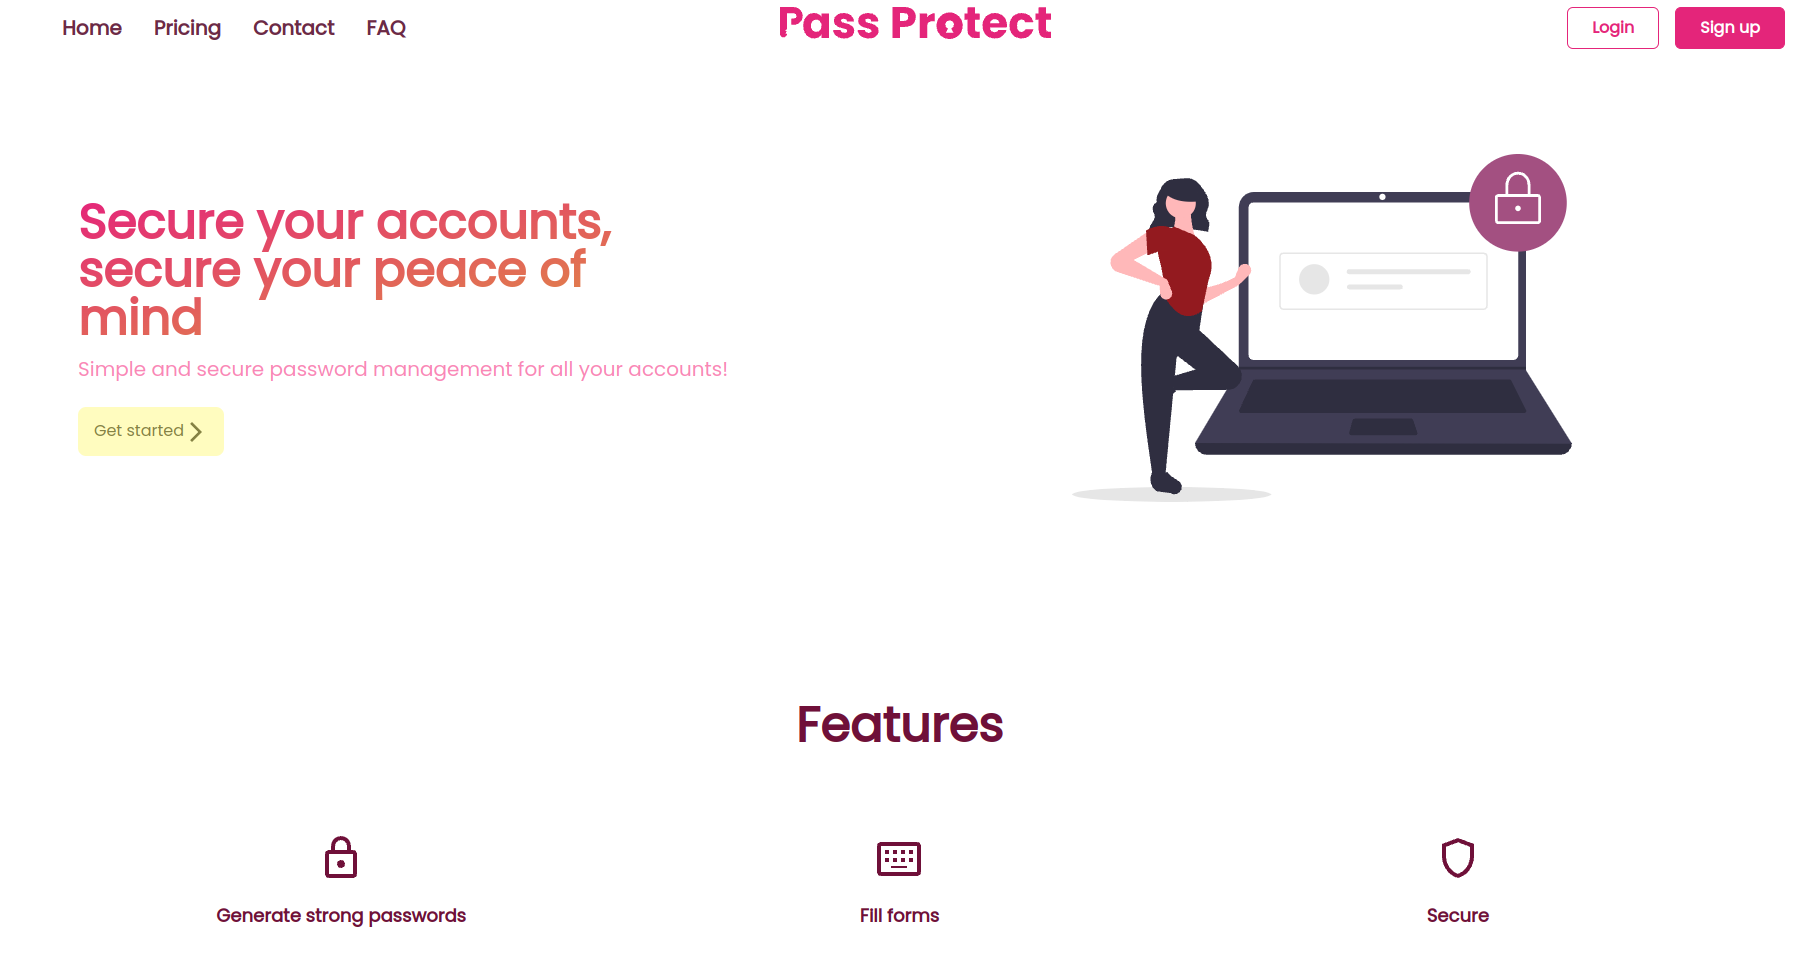 Home Pricing Contact FAQ
Pass Protect
Login
Sign up
Secure your accounts,
secure your peace of
mind
Simple and secure password management for all your accounts!
Get started
Features
Generate strong passwords
Fill forms
Secure